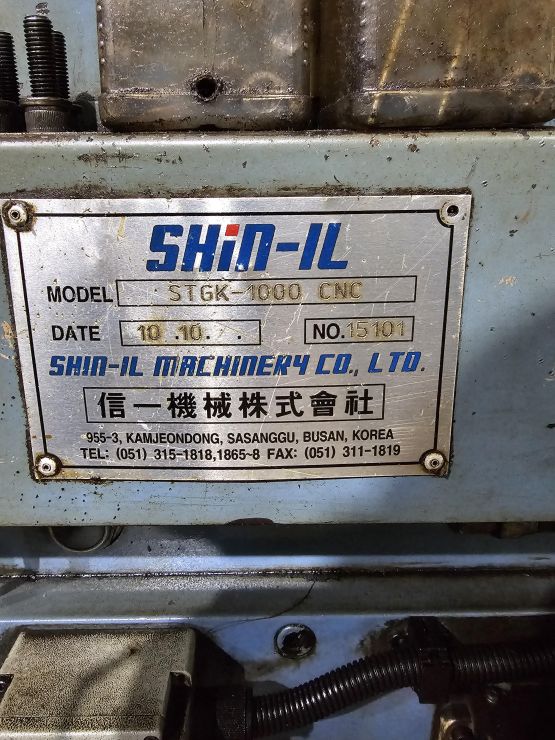 SHiN-IL
MODEL STGK-1000 CNC
DATE 10 .10. . NO.15101
SHIN-IL MACHINERY CO., LTD.
信一機械株式會社
955-3, KAMJEONDONG, SASANGGU, BUSAN, KOREA
TEL: (051) 315-1818,1865~8 FAX: (051) 311-1819